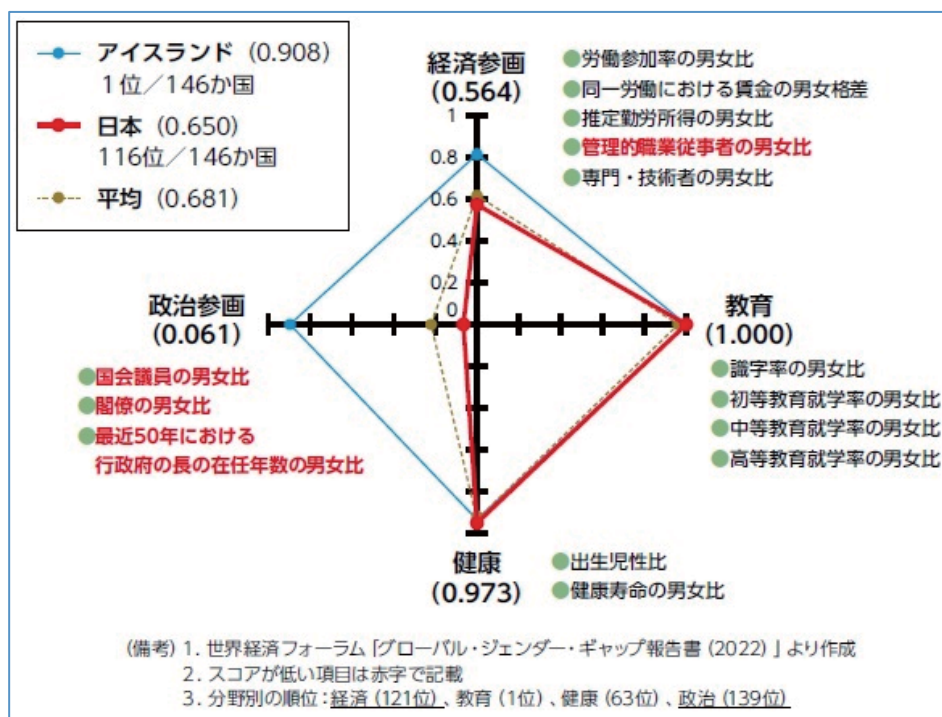 アイスランド (0.908)
1位／146か国
日本 (0.650)
116位／146か国
平均 (0.681)
経済参画
(0.564)
●労働参加率の男女比
●同一労働における賃金の男女格差
●推定勤労所得の男女比
●管理的職業従事者の男女比
●専門・技術者の男女比
1
0.8
0.6
0.4
0.2
0
政治参画
(0.061)
●国会議員の男女比
●閣僚の男女比
●最近50年における
行政府の長の在任年数の男女比
教育
(1.000)
●識字率の男女比
●初等教育就学率の男女比
●中等教育就学率の男女比
●高等教育就学率の男女比
健康
(0.973)
●出生児性比
●健康寿命の男女比
(備考) 1. 世界経済フォーラム「グローバル・ジェンダー・ギャップ報告書 (2022)」より作成
2. スコアが低い項目は赤字で記載
3. 分野別の順位：経済 (121位)、教育 (1位)、健康 (63位)、政治 (139位)